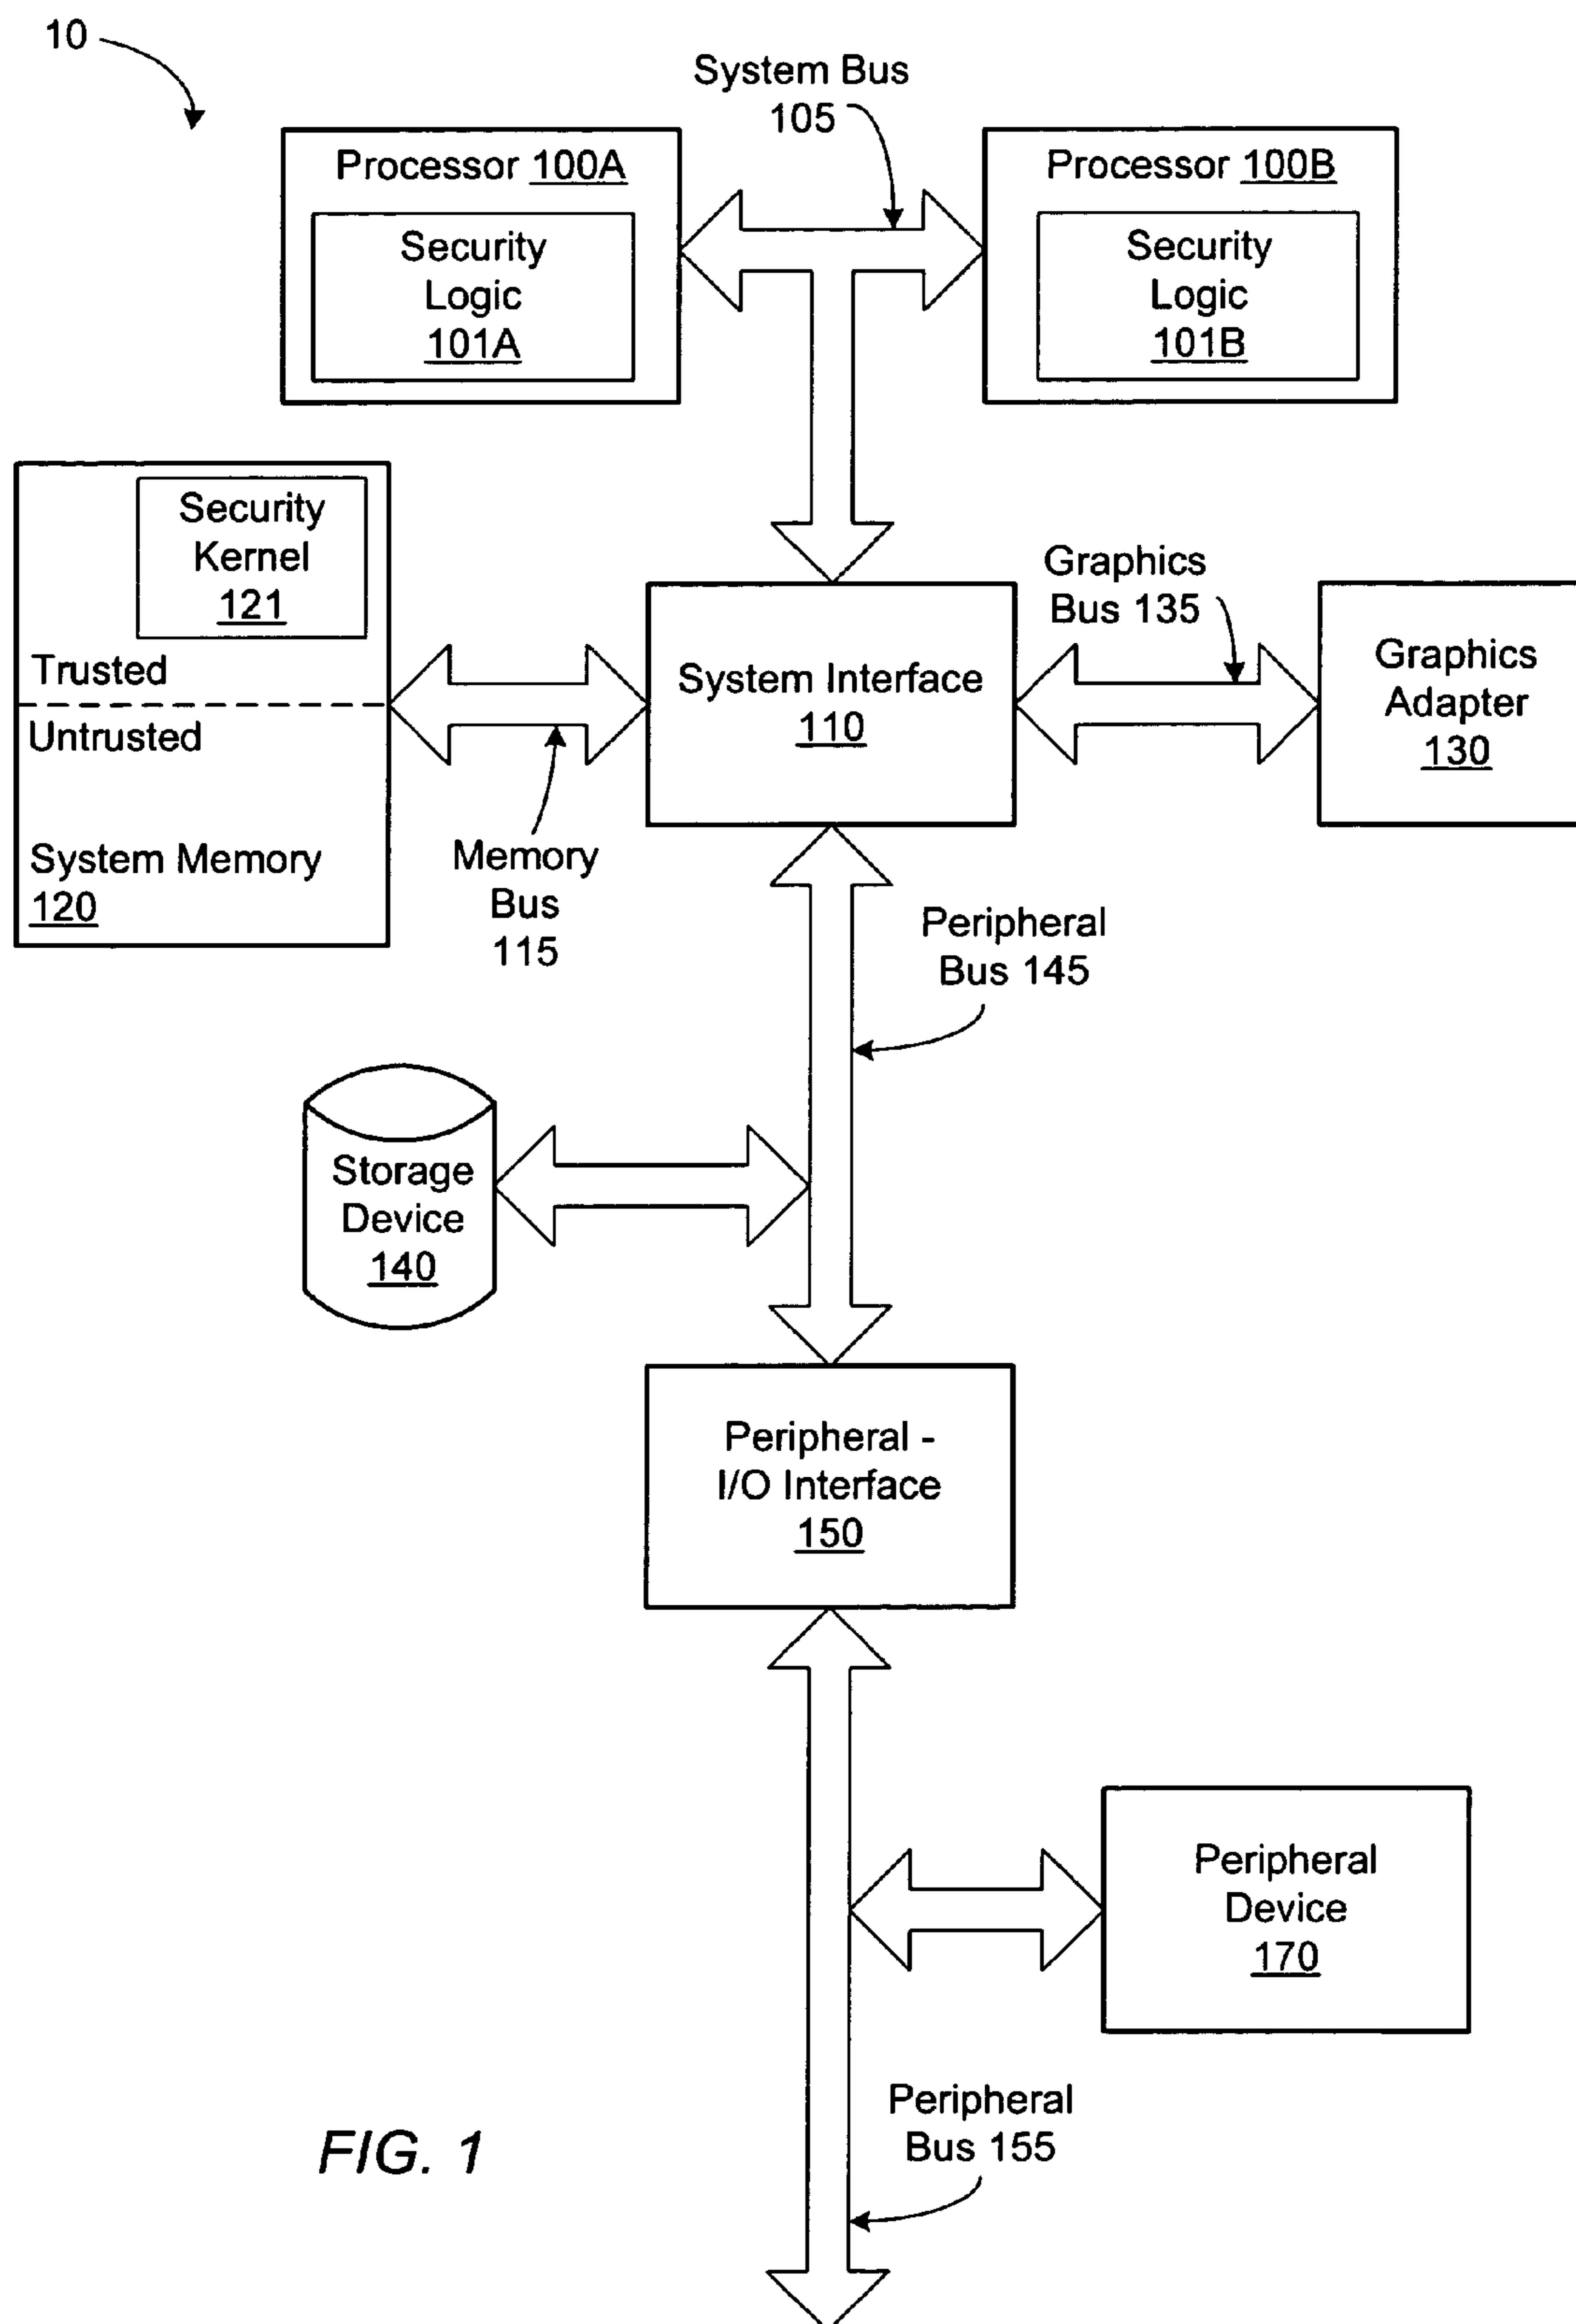 10
System Bus
105
Processor 100A
Security
Logic
101A
Processor 100B
Security
Logic
101B
Security
Kernel
121
Trusted
Untrusted
System Memory
120
Memory
Bus
115
System Interface
110
Graphics
Bus 135
Graphics
Adapter
130
Peripheral
Bus 145
Storage
Device
140
Peripheral -
I/O Interface
150
Peripheral
Device
170
Peripheral
Bus 155
FIG. 1